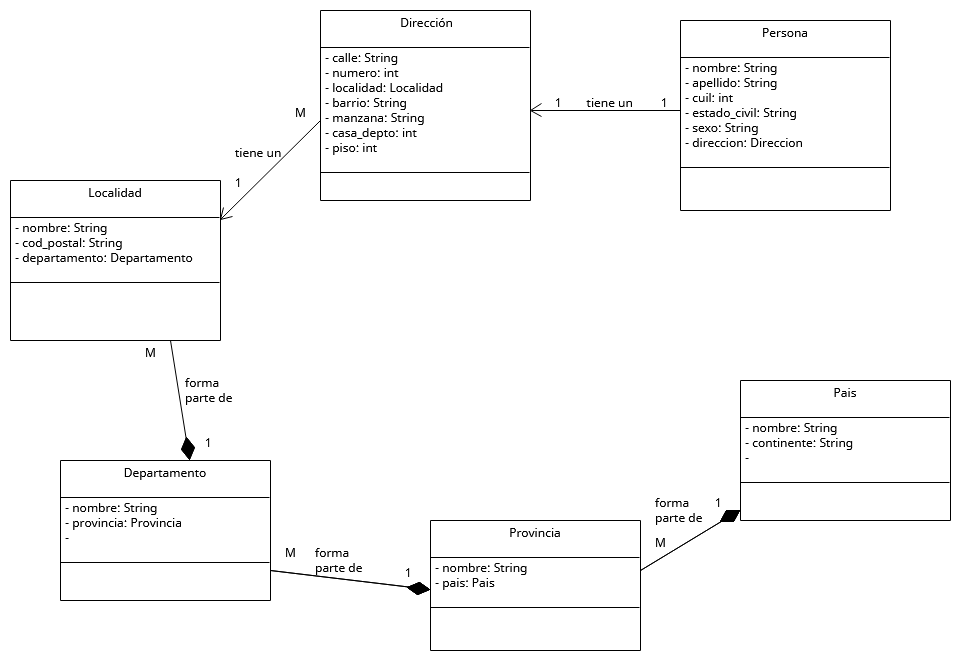 Dirección
- calle: String
- numero: int
- localidad: Localidad
- barrio: String
- manzana: String
- casa_depto: int
- piso: int
Persona
- nombre: String
- apellido: String
- cuil: int
- estado_civil: String
- sexo: String
- direccion: Direccion
1 tiene un 1
M
tiene un
1
Localidad
- nombre: String
- cod_postal: String
- departamento: Departamento
M
forma
parte de
1
Departamento
- nombre: String
- provincia: Provincia
-
M forma
parte de
1
Provincia
- nombre: String
- pais: Pais
forma
parte de
1
M
Pais
- nombre: String
- continente: String
-